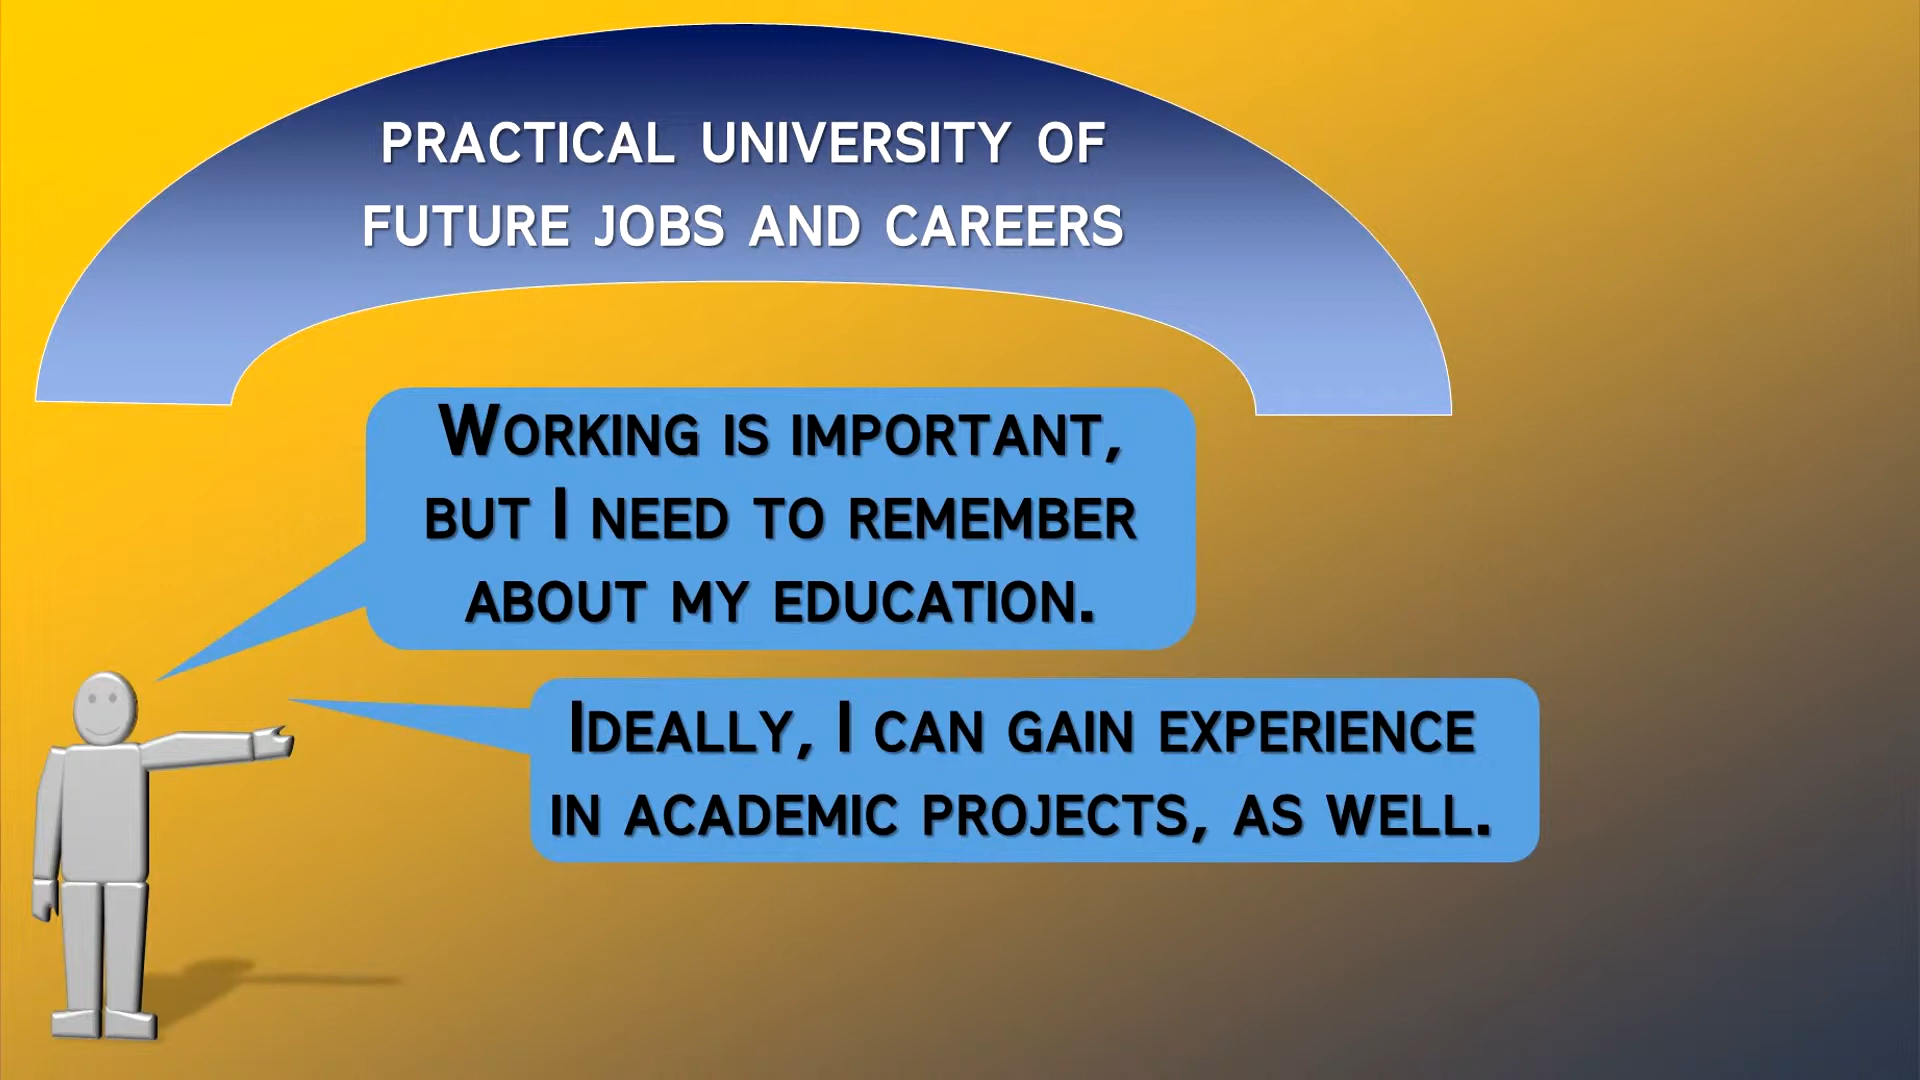 PRACTICAL UNIVERSITY OF
FUTURE JOBS AND CAREERS
WORKING IS IMPORTANT,
BUT I NEED TO REMEMBER
ABOUT MY EDUCATION.
IDEALLY, I CAN GAIN EXPERIENCE
IN ACADEMIC PROJECTS, AS WELL.